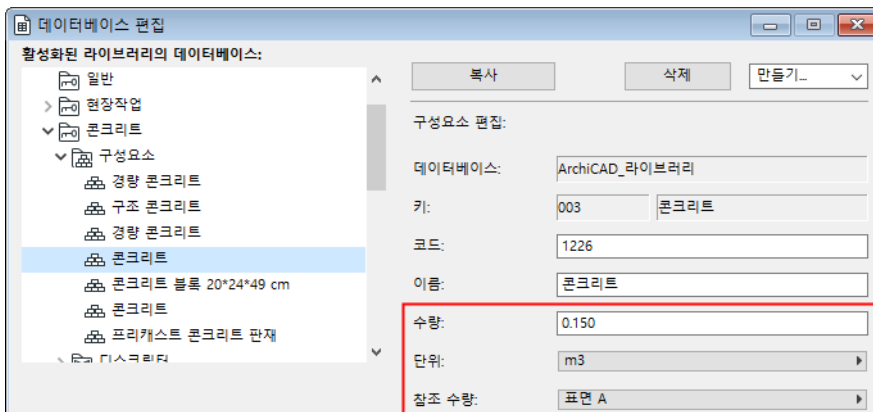 데이터베이스 편집
활성화된 라이브러리의 데이터베이스:
일반
현장작업
콘크리트
구성요소
경량 콘크리트
구조 콘크리트
경량 콘크리트
콘크리트
콘크리트 블록 20*24*49 cm
콘크리트
프리캐스트 콘크리트 판재
디스크립터
복사 삭제 만들기...
구성요소 편집:
데이터베이스: ArchiCAD_라이브러리
키: 003 콘크리트
코드: 1226
이름: 콘크리트
수량: 0.150
단위: m3
참조 수량: 표면 A